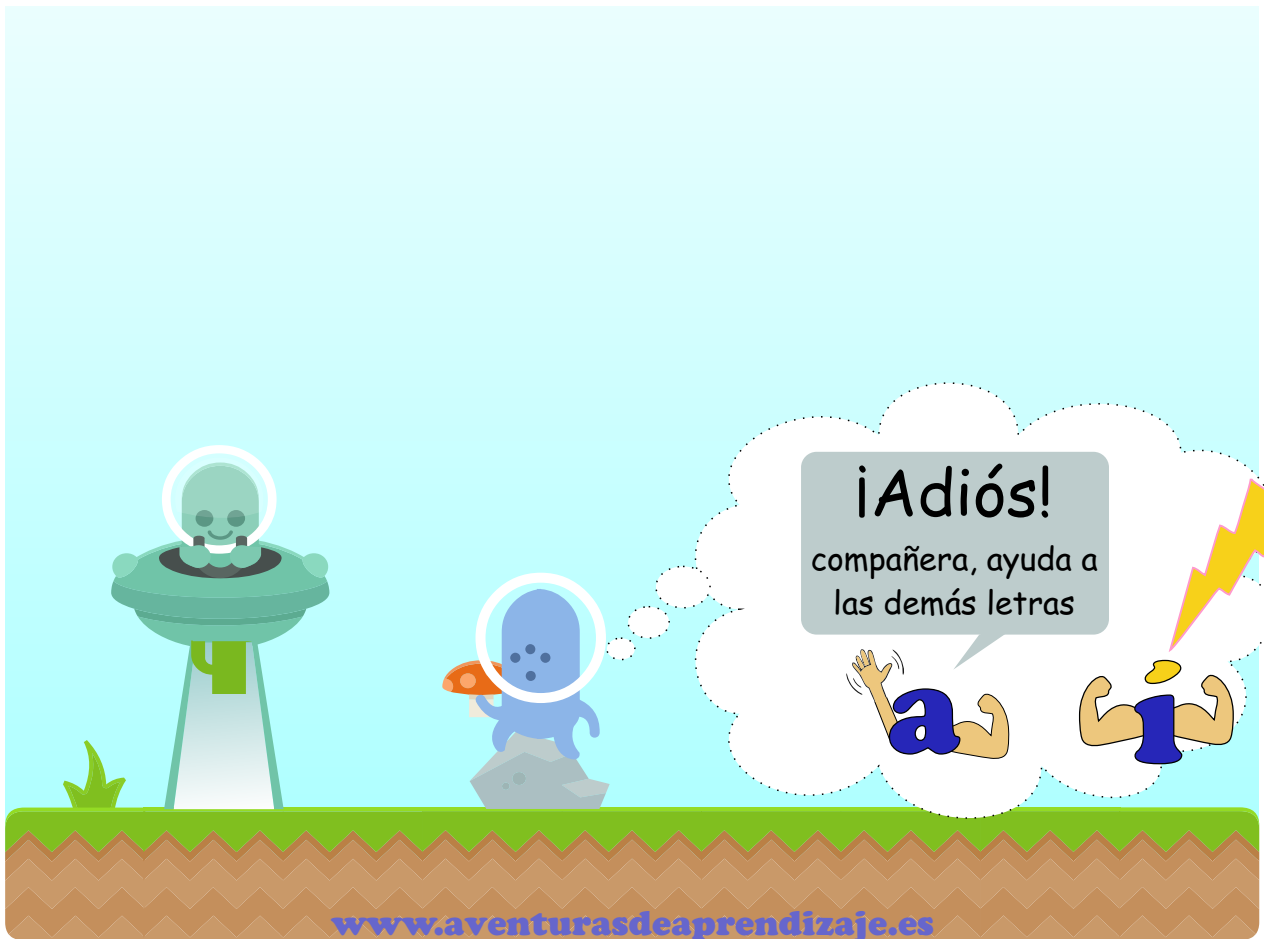 ¡Adiós!
compañera, ayuda a
las demás letras
a i
www.aventurasdeaprendizaje.es